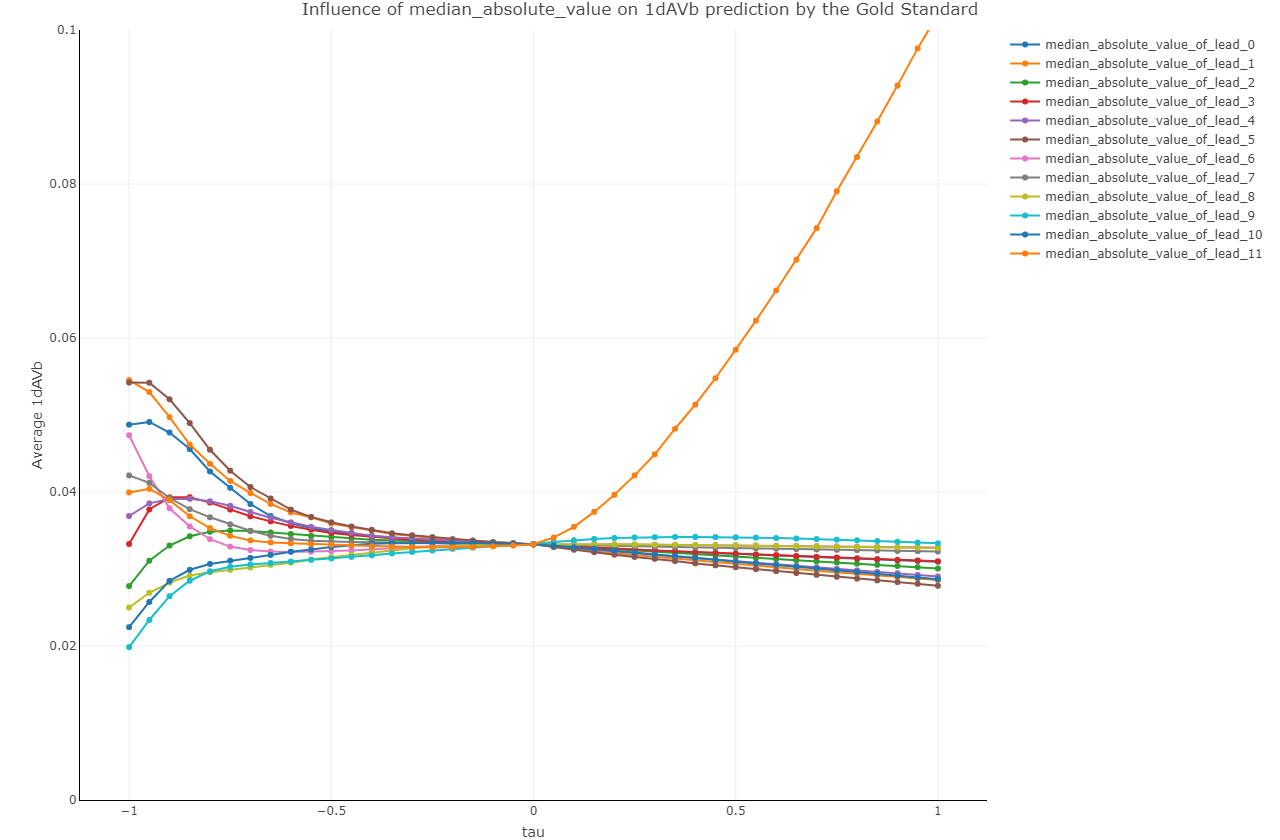 Influence of median_absolute_value on 1dAVb prediction by the Gold Standard
0.1
0.08
0.06
0.04
0.02
0
Average 1dAVb
−1
−0.5
0
0.5
1
tau
median_absolute_value_of_lead_0
median_absolute_value_of_lead_1
median_absolute_value_of_lead_2
median_absolute_value_of_lead_3
median_absolute_value_of_lead_4
median_absolute_value_of_lead_5
median_absolute_value_of_lead_6
median_absolute_value_of_lead_7
median_absolute_value_of_lead_8
median_absolute_value_of_lead_9
median_absolute_value_of_lead_10
median_absolute_value_of_lead_11